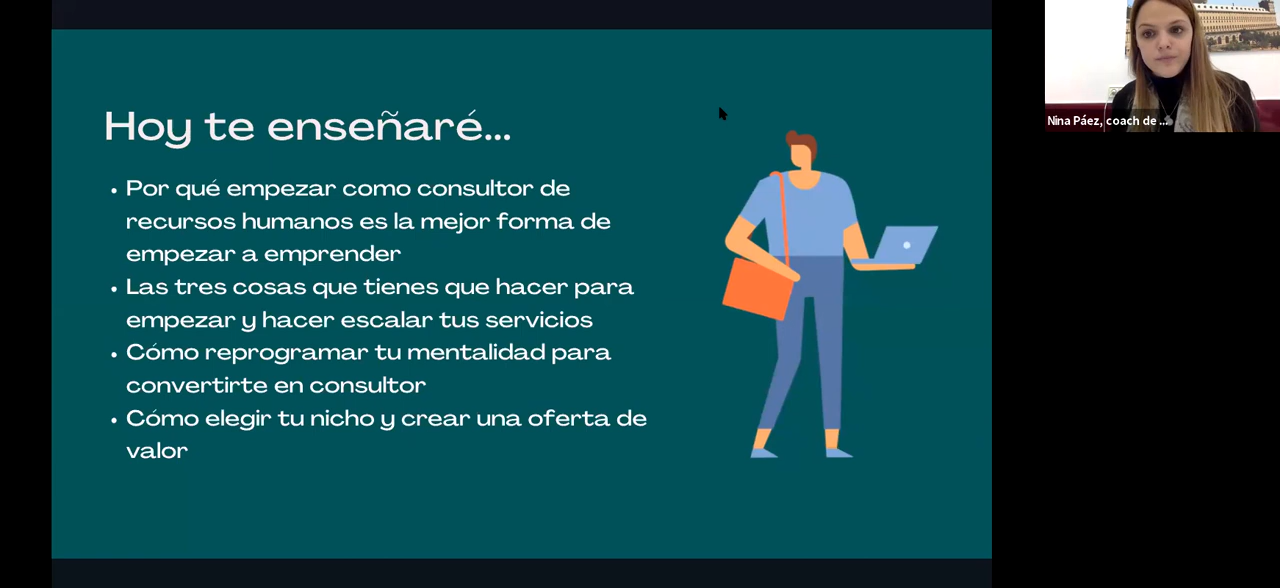 Hoy te enseñaré...
• Por qué empezar como consultor de
recursos humanos es la mejor forma de
empezar a emprender
• Las tres cosas que tienes que hacer para
empezar y hacer escalar tus servicios
• Cómo reprogramar tu mentalidad para
convertirte en consultor
• Cómo elegir tu nicho y crear una oferta de
valor
Nina Páez, coach de ...